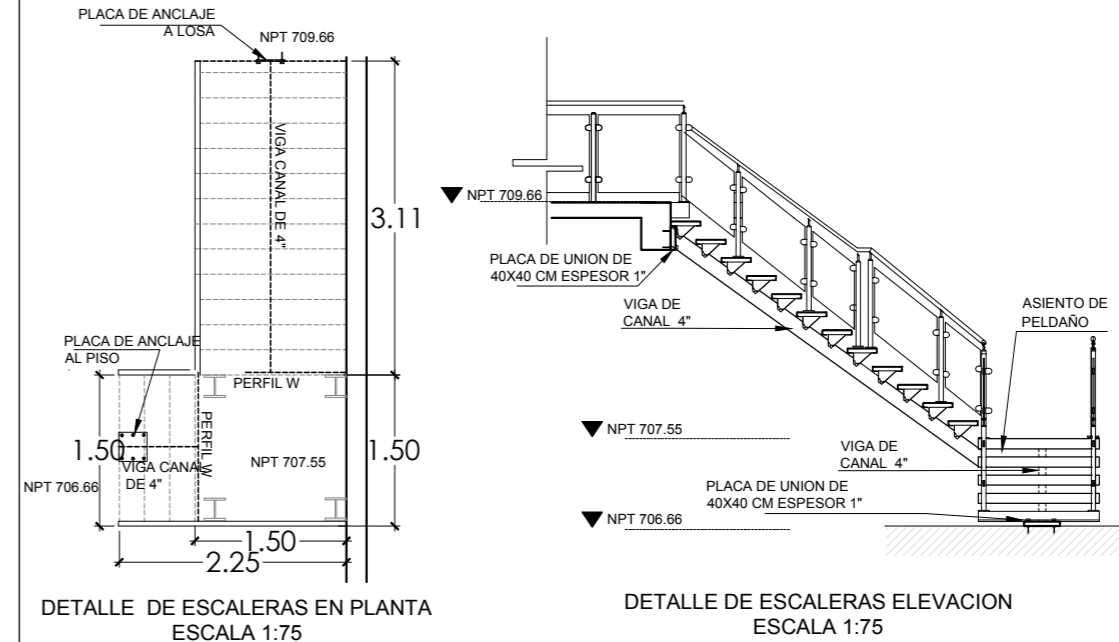 PLACA DE ANCLAJE
A LOSA
NPT 709.66
VIGA CANAL DE 4"
3.11
PLACA DE ANCLAJE
AL PISO
PERFIL W
PERFIL W
1.50
VIGA CANAL
DE 4"
NPT 707.55
1.50
NPT 706.66
1.50
2.25
DETALLE DE ESCALERAS EN PLANTA
ESCALA 1:75
NPT 709.66
PLACA DE UNION DE
40X40 CM ESPESOR 1"
VIGA DE
CANAL 4"
ASIENTO DE
PELDAÑO
NPT 707.55
VIGA DE
CANAL 4"
PLACA DE UNION DE
40X40 CM ESPESOR 1"
NPT 706.66
DETALLE DE ESCALERAS ELEVACION
ESCALA 1:75